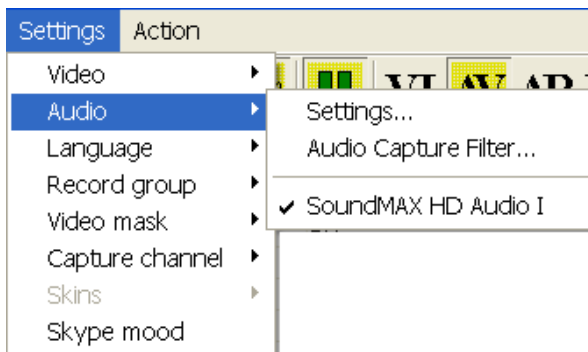 Settings Action
Video
Audio
Language
Record group
Video mask
Capture channel
Skins
Skype mood
Settings...
Audio Capture Filter...
SoundMAX HD Audio I